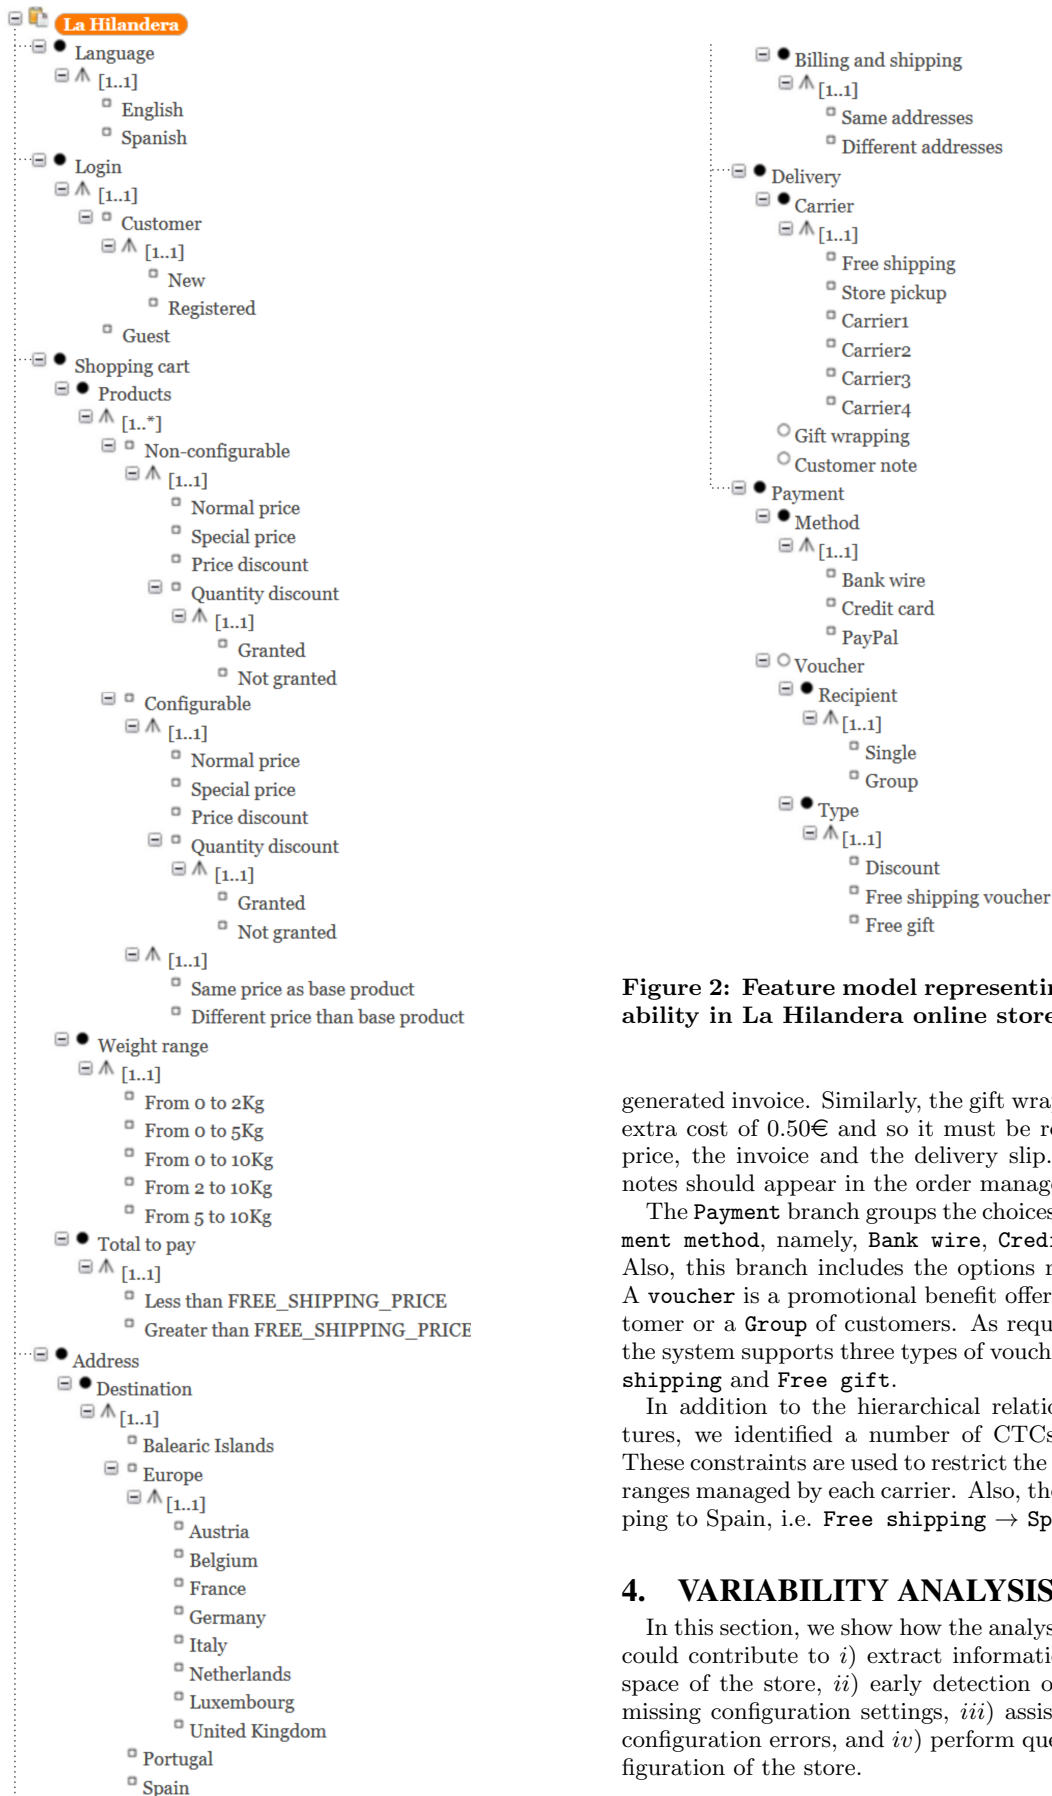 La Hilandera
Language
[1..1]
English
Spanish
Login
[1..1]
Customer
[1..1]
New
Registered
Guest
Shopping cart
Products
[1..*]
Non-configurable
[1..1]
Normal price
Special price
Price discount
Quantity discount
[1..1]
Granted
Not granted
Configurable
[1..1]
Normal price
Special price
Price discount
Quantity discount
[1..1]
Granted
Not granted
[1..1]
Same price as base product
Different price than base product
Weight range
[1..1]
From 0 to 2Kg
From 0 to 5Kg
From 0 to 10Kg
From 2 to 10Kg
From 5 to 10Kg
Total to pay
[1..1]
Less than FREE_SHIPPING_PRICE
Greater than FREE_SHIPPING_PRICE
Address
Destination
[1..1]
Balearic Islands
Europe
[1..1]
Austria
Belgium
France
Germany
Italy
Netherlands
Luxembourg
United Kingdom
Portugal
Spain
Billing and shipping
[1..1]
Same addresses
Different addresses
Delivery
Carrier
[1..1]
Free shipping
Store pickup
Carrier1
Carrier2
Carrier3
Carrier4
Gift wrapping
Customer note
Payment
Method
[1..1]
Bank wire
Credit card
PayPal
Voucher
Recipient
[1..1]
Single
Group
Type
[1..1]
Discount
Free shipping voucher
Free gift
Figure 2: Feature model representin
ability in La Hilandera online store
generated invoice. Similarly, the gift wrap
extra cost of 0.50€ and so it must be re
price, the invoice and the delivery slip.
notes should appear in the order manage
The Payment branch groups the choices
ment method, namely, Bank wire, Credi
Also, this branch includes the options r
A voucher is a promotional benefit offer
tomer or a Group of customers. As requ
the system supports three types of vouch
shipping and Free gift.
In addition to the hierarchical relatio
tures, we identified a number of CTCs
These constraints are used to restrict the
ranges managed by each carrier. Also, the
ping to Spain, i.e. Free shipping → Sp
4. VARIABILITY ANALYSIS
In this section, we show how the analys
could contribute to i) extract informatio
space of the store, ii) early detection o
missing configuration settings, iii) assis
configuration errors, and iv) perform que
figuration of the store.